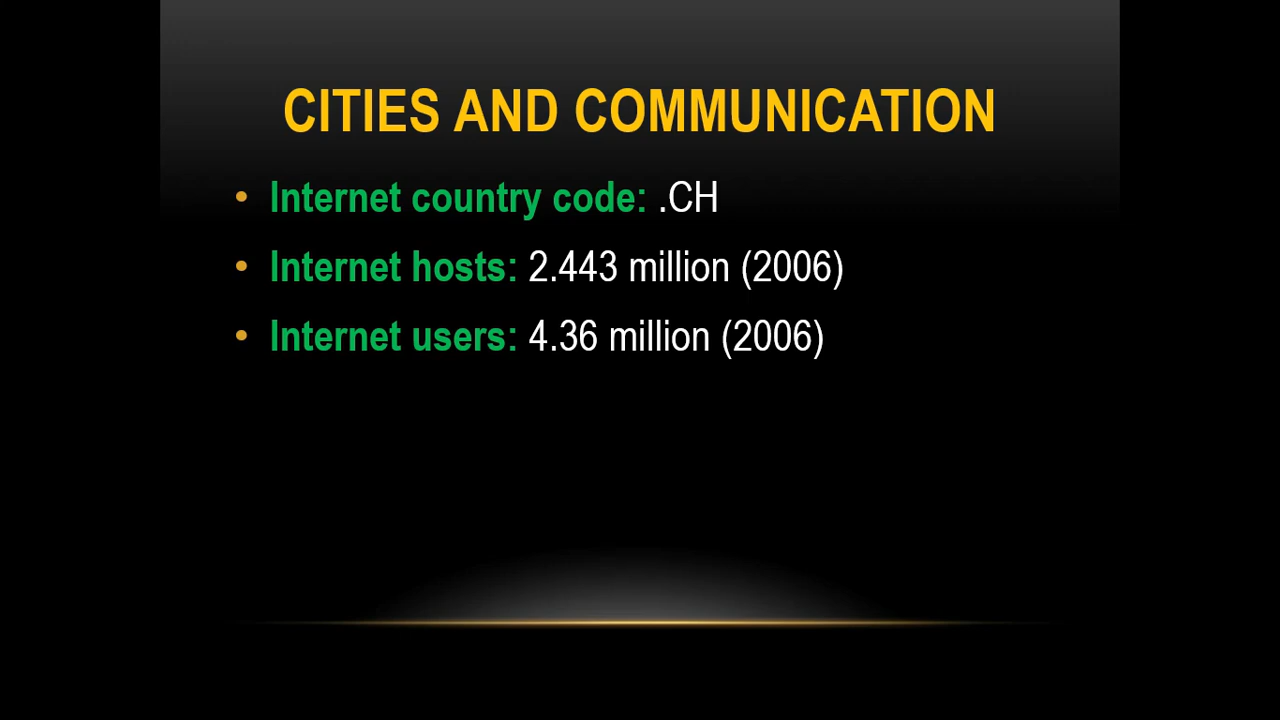 CITIES AND COMMUNICATION
• Internet country code: .CH
• Internet hosts: 2.443 million (2006)
• Internet users: 4.36 million (2006)